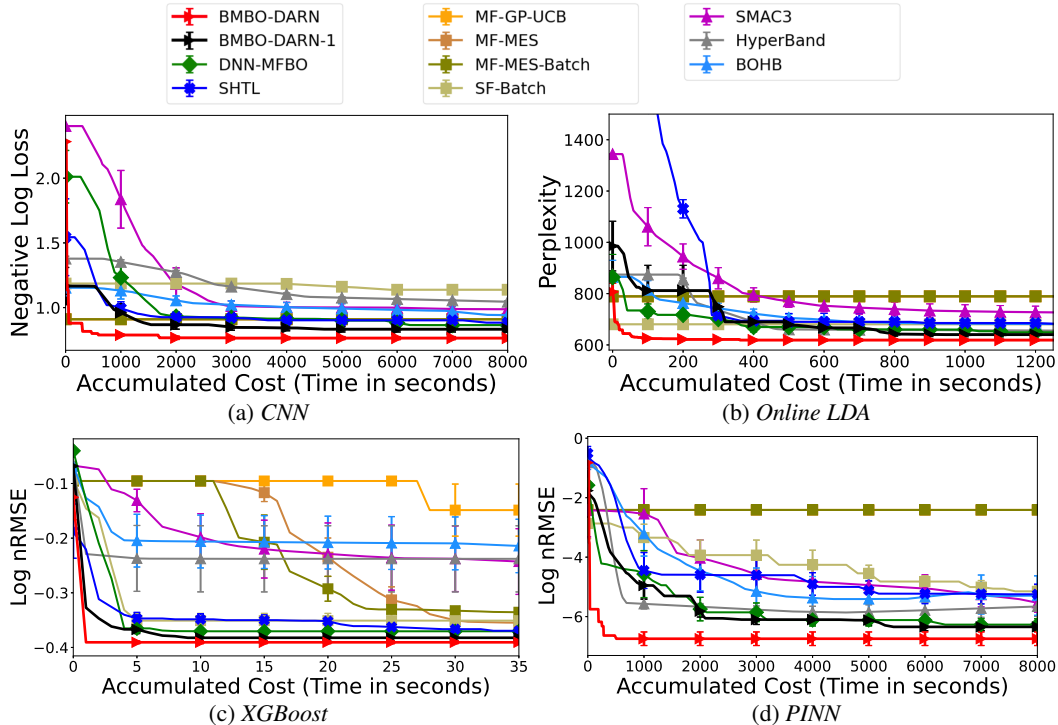 BMBO-DARN
BMBO-DARN-1
DNN-MFBO
SHTL
MF-GP-UCB
MF-MES
MF-MES-Batch
SF-Batch
SMAC3
HyperBand
BOHB
Negative Log Loss
2.0
1.5
1.0
0 1000 2000 3000 4000 5000 6000 7000 8000
Accumulated Cost (Time in seconds)
(a) CNN
Perplexity
1400
1200
1000
800
600
0 200 400 600 800 1000 1200
Accumulated Cost (Time in seconds)
(b) Online LDA
Log nRMSE
−0.1
−0.2
−0.3
−0.4
0 5 10 15 20 25 30 35
Accumulated Cost (Time in seconds)
(c) XGBoost
Log nRMSE
0
−2
−4
−6
0 1000 2000 3000 4000 5000 6000 7000 8000
Accumulated Cost (Time in seconds)
(d) PINN